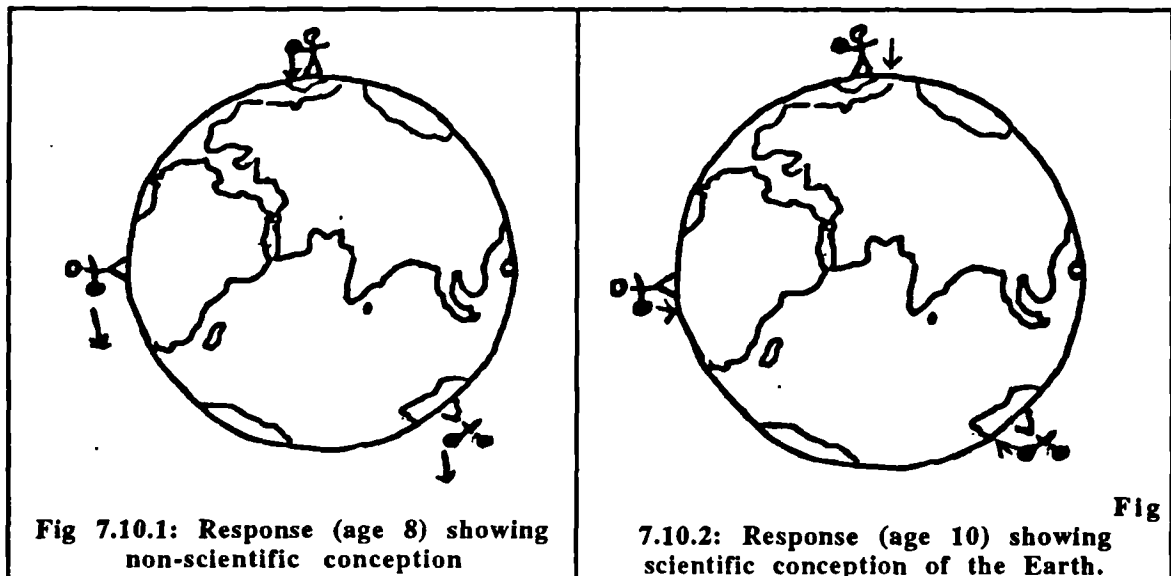 Fig 7.10.1: Response (age 8) showing
non-scientific conception
Fig
7.10.2: Response (age 10) showing
scientific conception of the Earth.